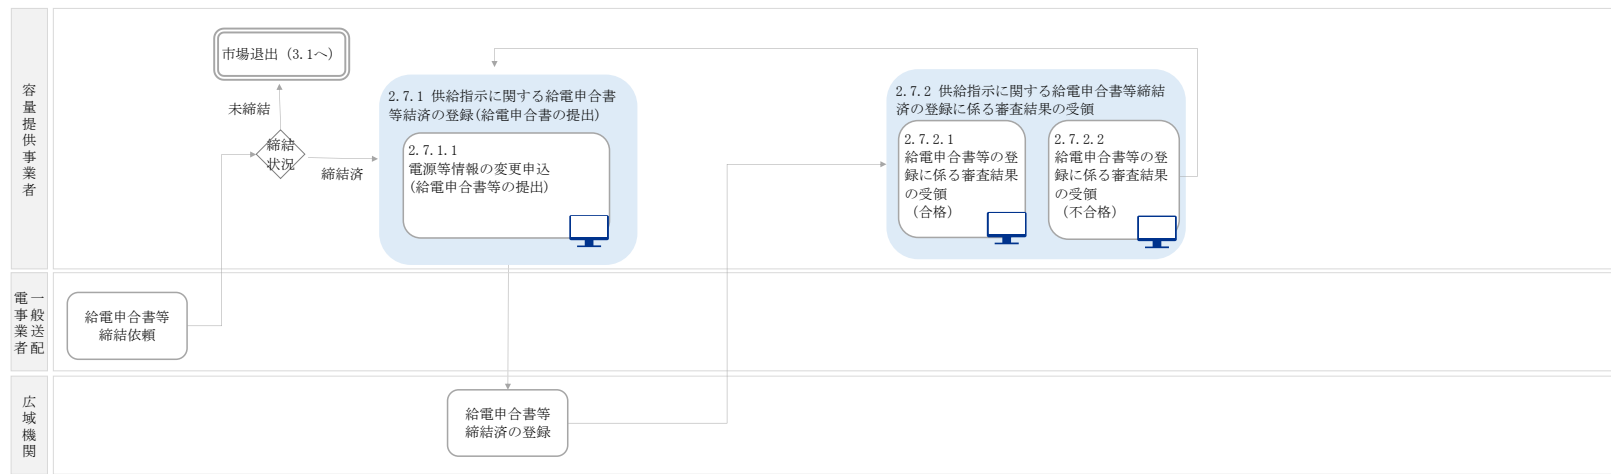 容量提供事業者
市場退出（3.1へ）
未締結
締結
状況
締結済
2.7.1 供給指示に関する給電申合書
等結済の登録(給電申合書の提出)
2.7.1.1
電源等情報の変更申込
(給電申合書等の提出)
2.7.2 供給指示に関する給電申合書等締結
済の登録に係る審査結果の受領
2.7.2.1
給電申合書等の登
録に係る審査結果
の受領
（合格）
2.7.2.2
給電申合書等の登
録に係る審査結果
の受領
（不合格）
一般送配
電事業者
給電申合書等
締結依頼
広域機関
給電申合書等
締結済の登録